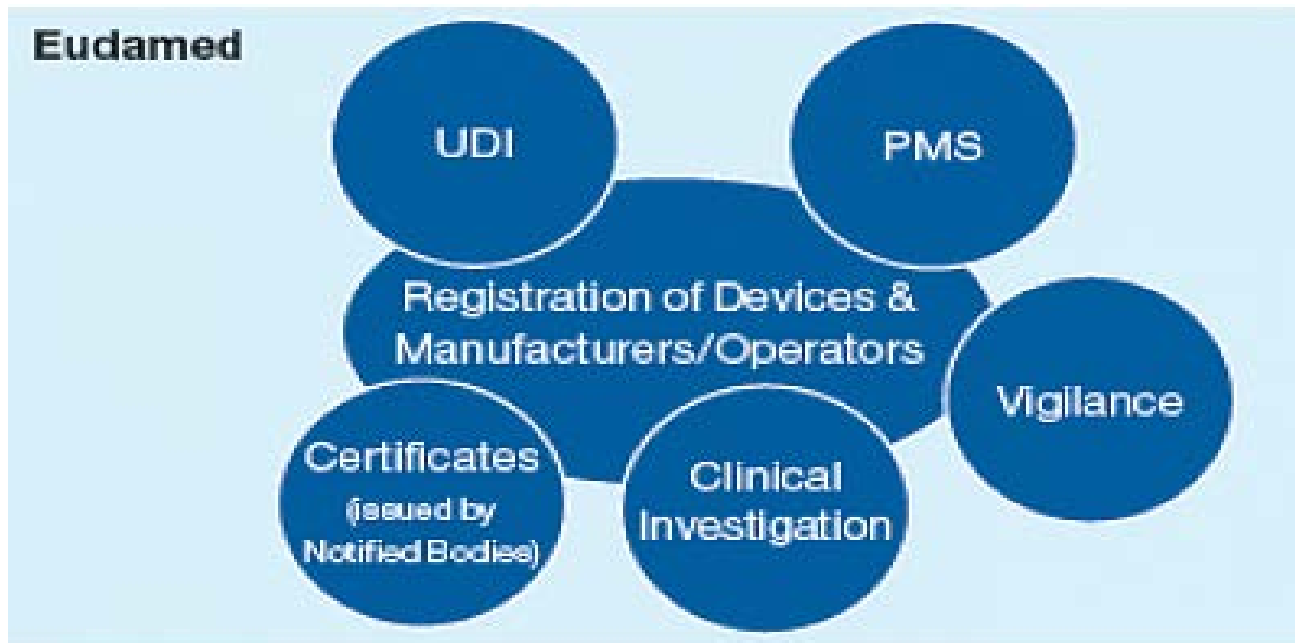 Eudamed
UDI
PMS
Registration of Devices &
Manufacturers/Operators
Vigilance
Certificates
(issued by
Notified Bodies)
Clinical
Investigation